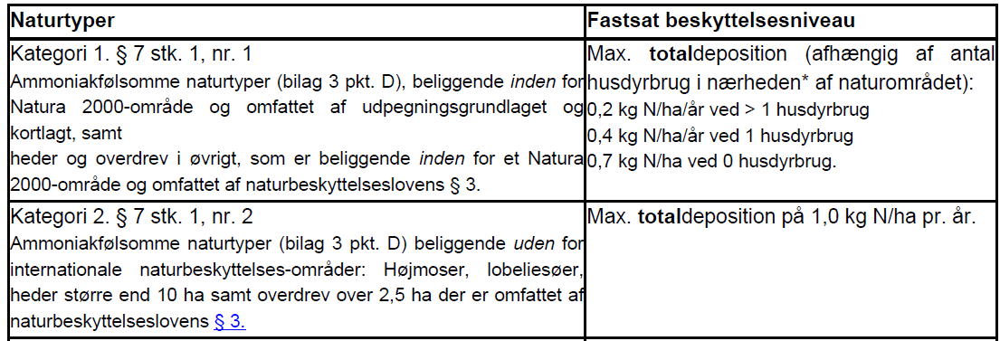 Naturtyper
Fastsat beskyttelsesniveau
Kategori 1. § 7 stk. 1, nr. 1
Ammoniakfølsomme naturtyper (bilag 3 pkt. D), beliggende inden for
Natura 2000-område og omfattet af udpegningsgrundlaget og
kortlagt, samt
heder og overdrev i øvrigt, som er beliggende inden for et Natura
2000-område og omfattet af naturbeskyttelseslovens § 3.
Max. totaldeposition (afhængig af antal
husdyrbrug i nærheden* af naturområdet):
0,2 kg N/ha/år ved > 1 husdyrbrug
0,4 kg N/ha/år ved 1 husdyrbrug
0,7 kg N/ha ved 0 husdyrbrug.
Kategori 2. § 7 stk. 1, nr. 2
Ammoniakfølsomme naturtyper (bilag 3 pkt. D) beliggende uden for
internationale naturbeskyttelses-områder: Højmoser, lobeliesøer,
heder større end 10 ha samt overdrev over 2,5 ha der er omfattet af
naturbeskyttelseslovens § 3.
Max. totaldeposition på 1,0 kg N/ha pr. år.